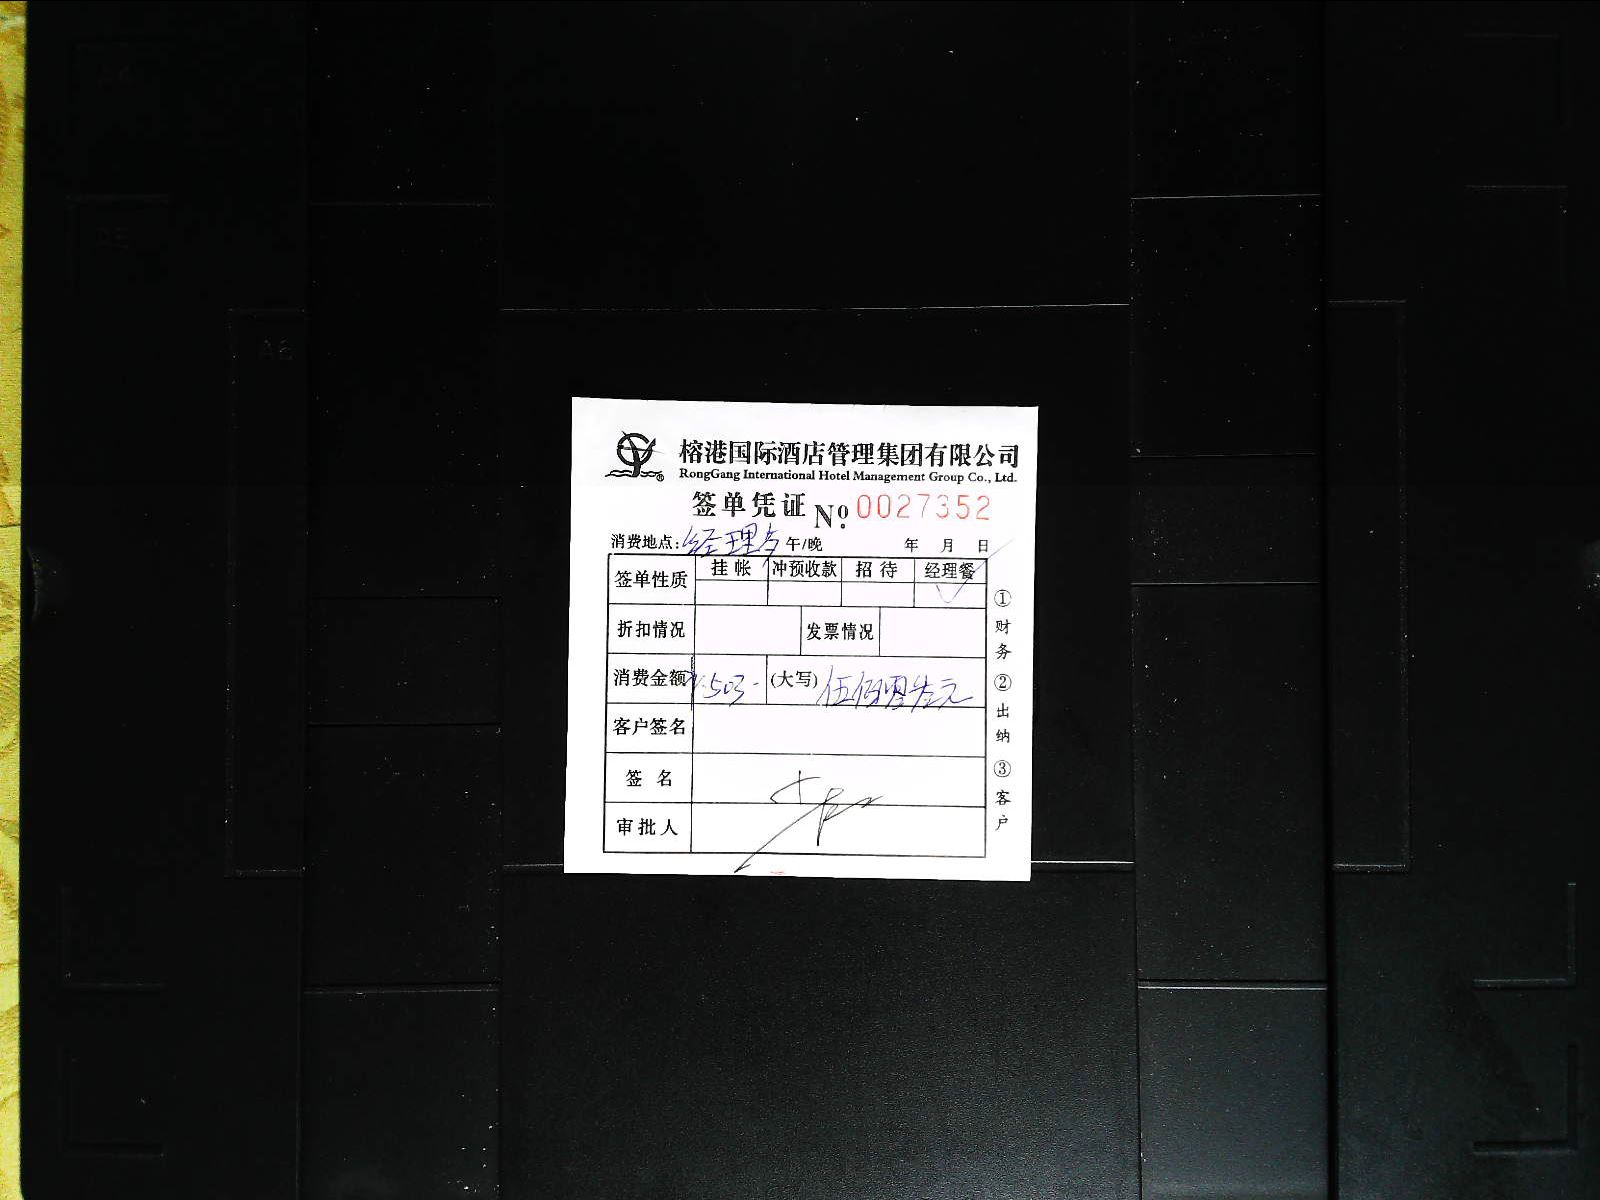 榕港国际酒店管理集团有限公司
RongGang International Hotel Management Group Co., Ltd.
签单凭证 Nº 0027352
消费地点: 经理 午/晚 年 月 日
签单性质 挂帐 冲预收款 招待 经理餐
折扣情况 发票情况
消费金额 ¥.503- (大写) 伍佰零叁元
客户签名
签名
审批人
①财务 ②出纳 ③客户
A6